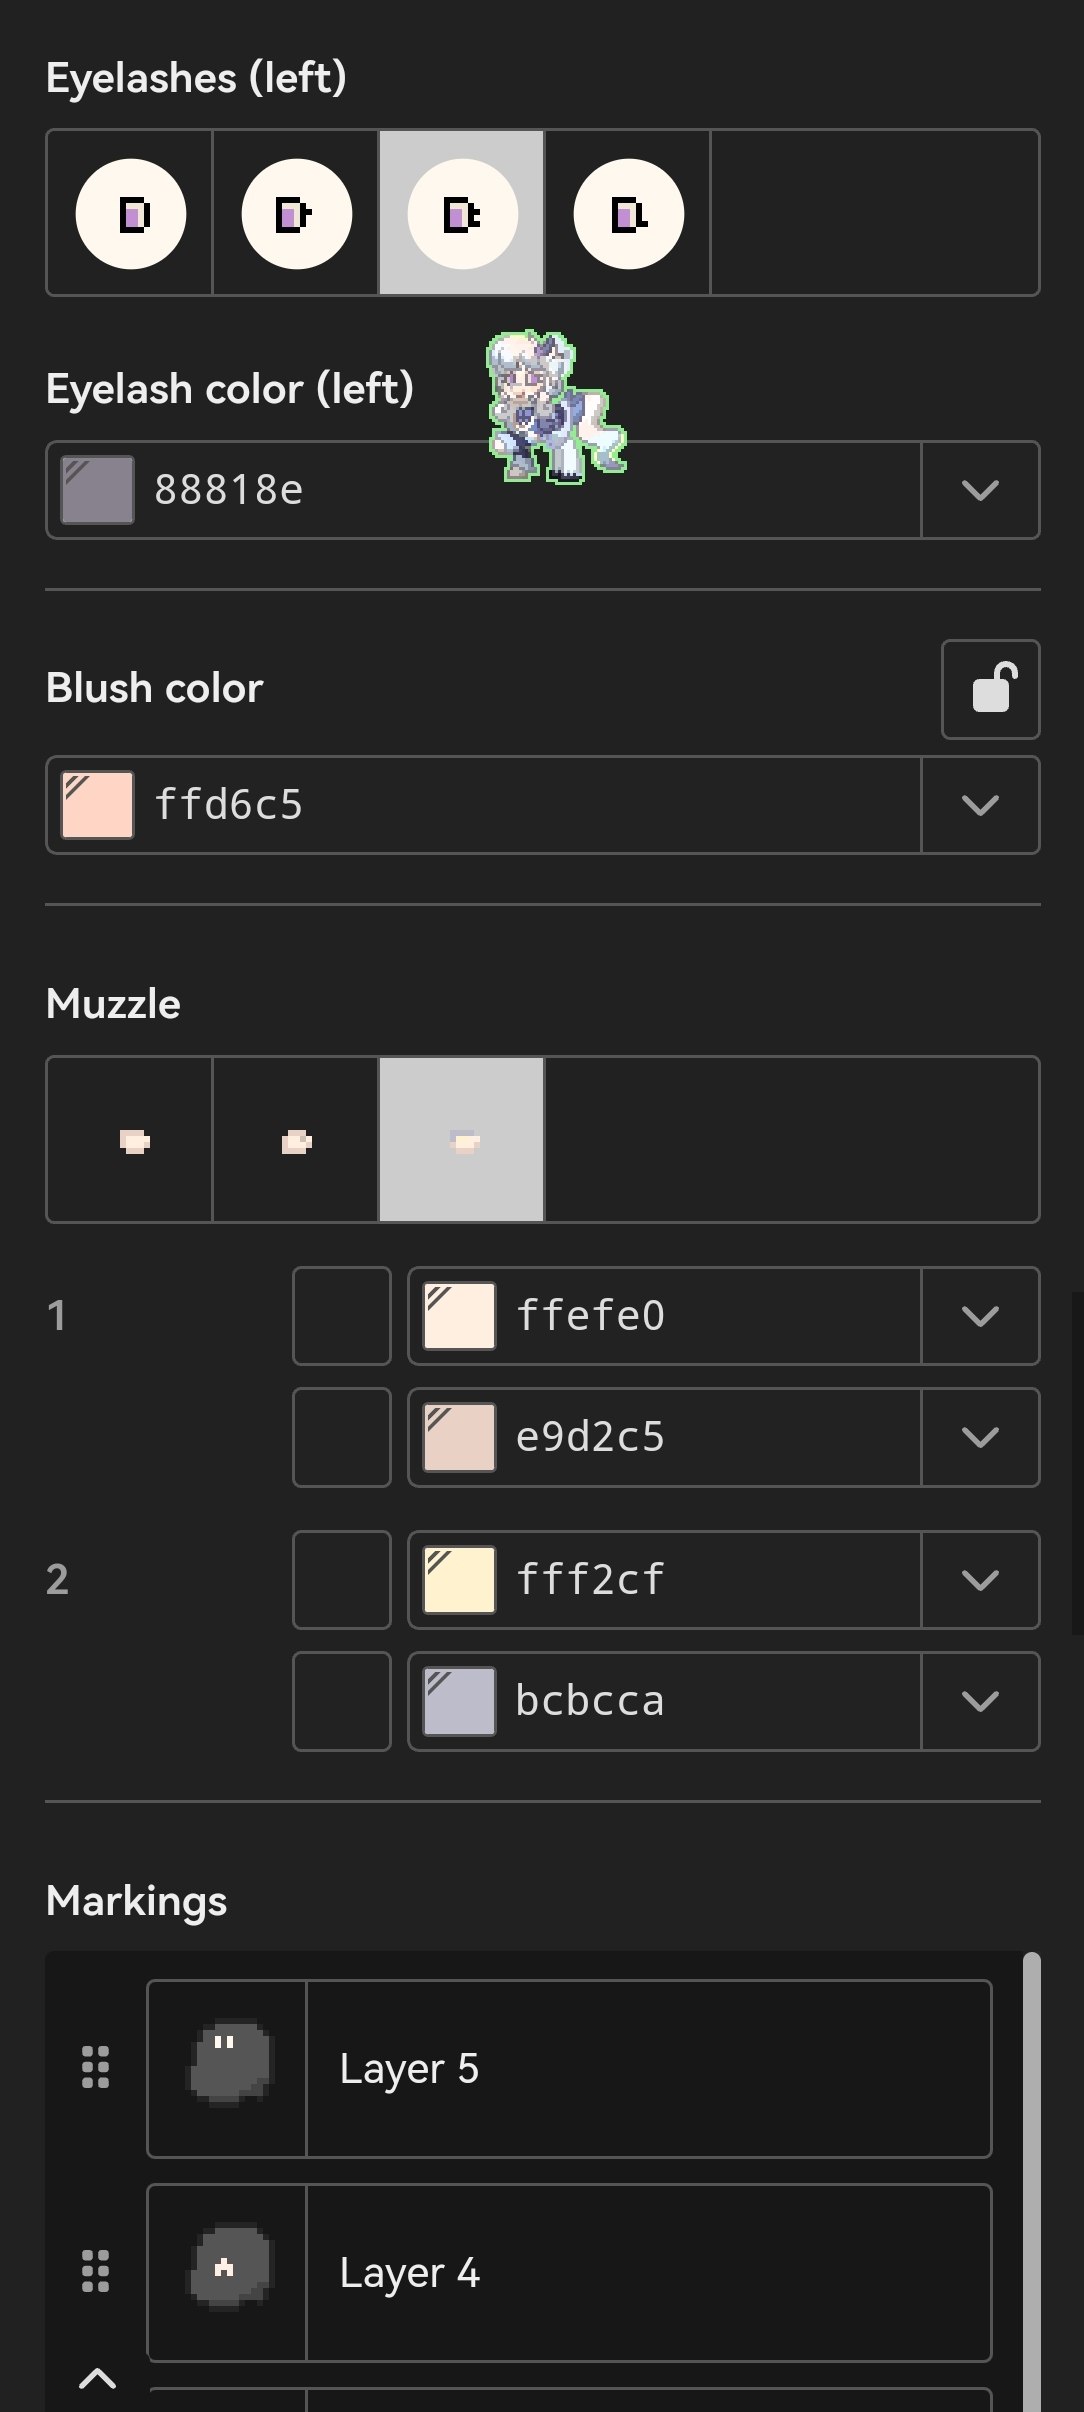 Eyelashes (left)
Eyelash color (left)
88818e
Blush color
ffd6c5
Muzzle
1
ffefe0
e9d2c5
2
fff2cf
bcbcca
Markings
Layer 5
Layer 4